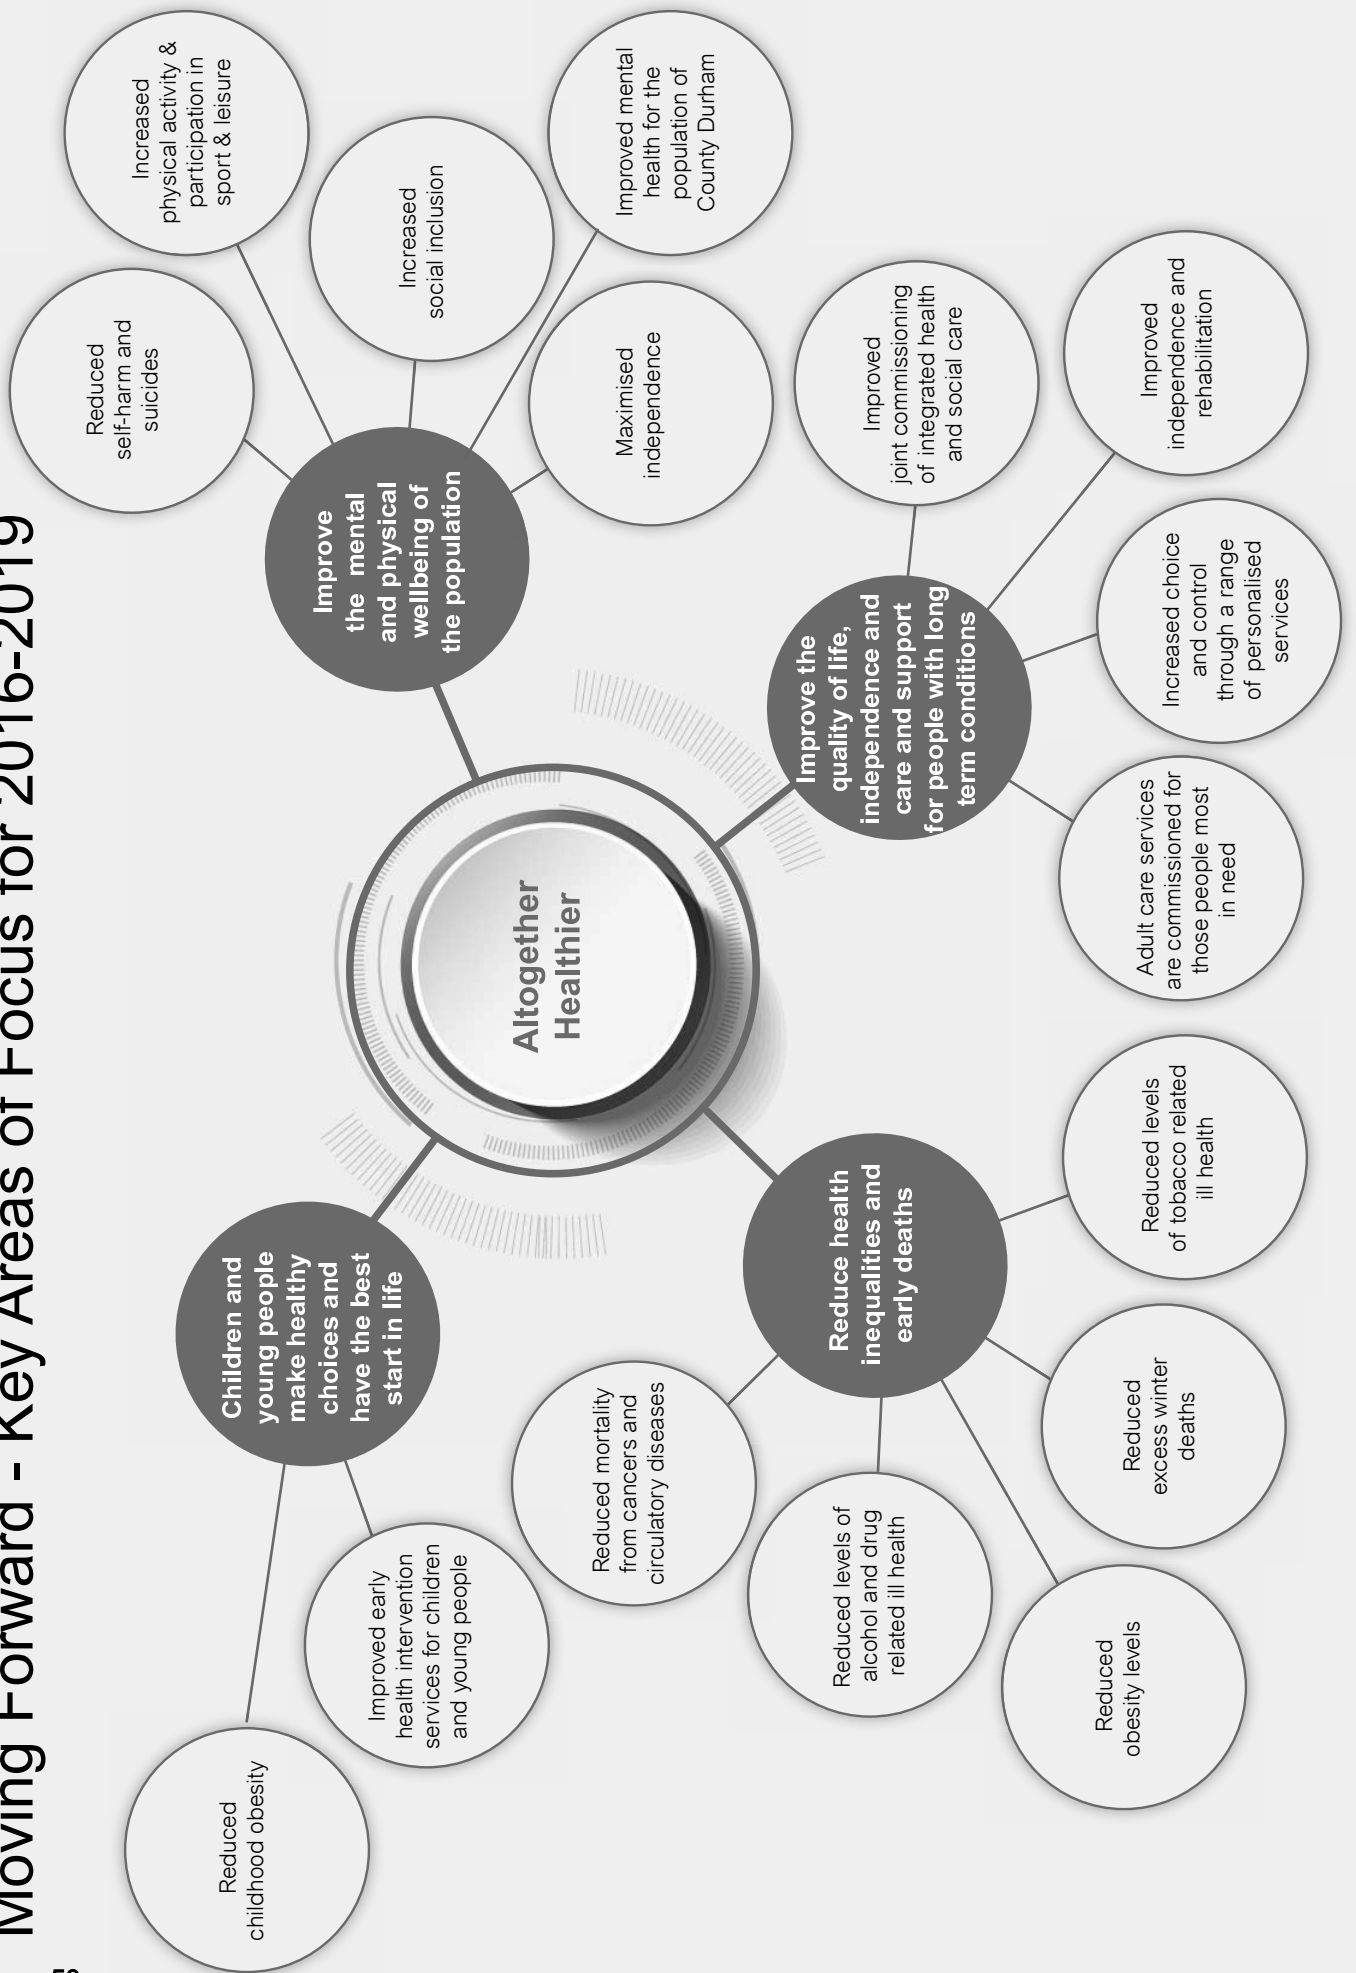 Moving Forward - Key Areas of Focus for 2016-2019
Altogether
Healthier
Children and
young people
make healthy
choices and
have the best
start in life
Reduced
childhood obesity
Improved early
health intervention
services for children
and young people
Improve
the mental
and physical
wellbeing of
the population
Reduced
self-harm and
suicides
Increased
physical activity &
participation in
sport & leisure
Increased
social inclusion
Improved mental
health for the
population of
County Durham
Maximised
independence
Reduce health
inequalities and
early deaths
Reduced mortality
from cancers and
circulatory diseases
Reduced levels of
alcohol and drug
related ill health
Reduced
obesity levels
Reduced
excess winter
deaths
Reduced levels
of tobacco related
ill health
Improve the
quality of life,
independence and
care and support
for people with long
term conditions
Improved
joint commissioning
of integrated health
and social care
Improved
independence and
rehabilitation
Increased choice
and control
through a range
of personalised
services
Adult care services
are commissioned for
those people most
in need